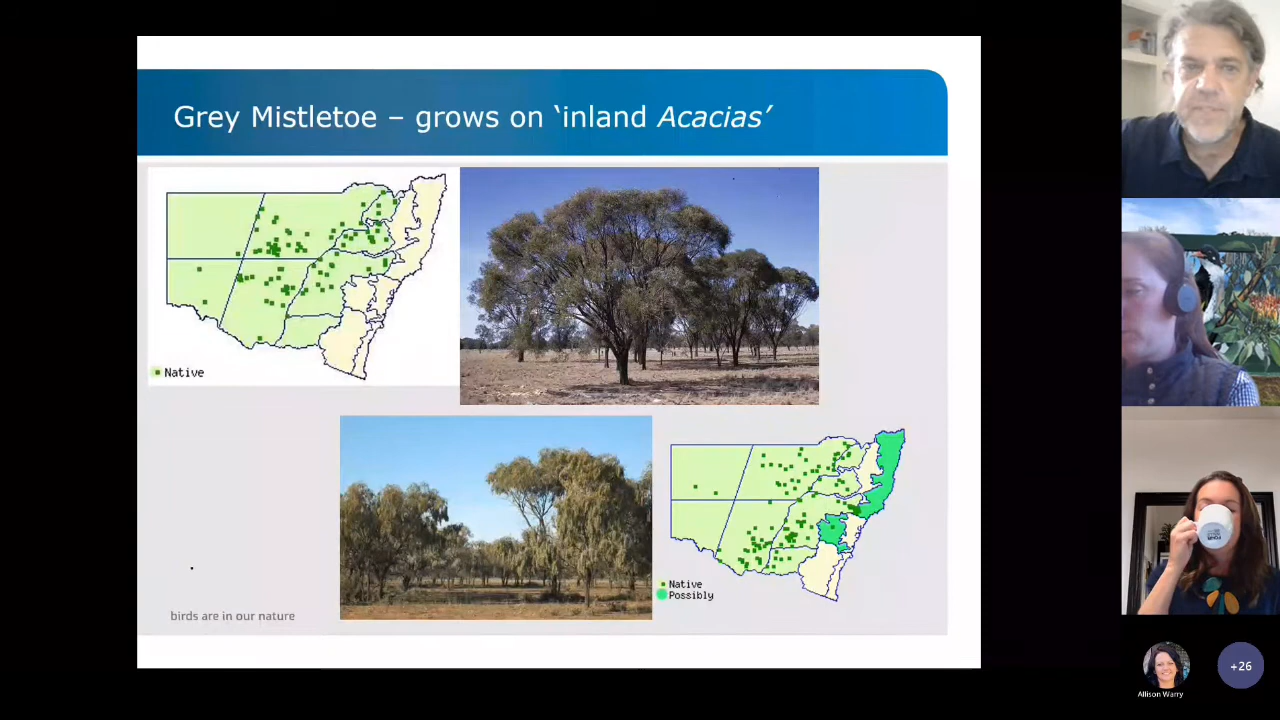 Grey Mistletoe – grows on ‘inland Acacias’
Native
Native
Possibly
birds are in our nature
Allison Warry
+26